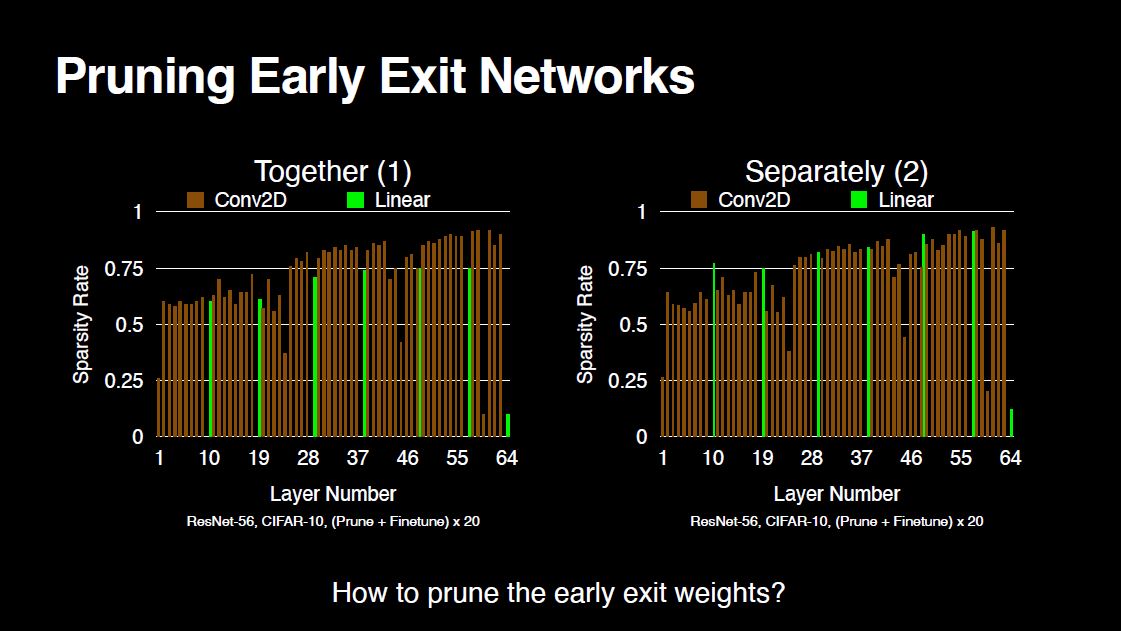 Pruning Early Exit Networks
Together (1)
Conv2D Linear
1
0.75
0.5
0.25
0
Sparsity Rate
1 10 19 28 37 46 55 64
Layer Number
ResNet-56, CIFAR-10, (Prune + Finetune) x 20
Separately (2)
Conv2D Linear
1
0.75
0.5
0.25
0
Sparsity Rate
1 10 19 28 37 46 55 64
Layer Number
ResNet-56, CIFAR-10, (Prune + Finetune) x 20
How to prune the early exit weights?